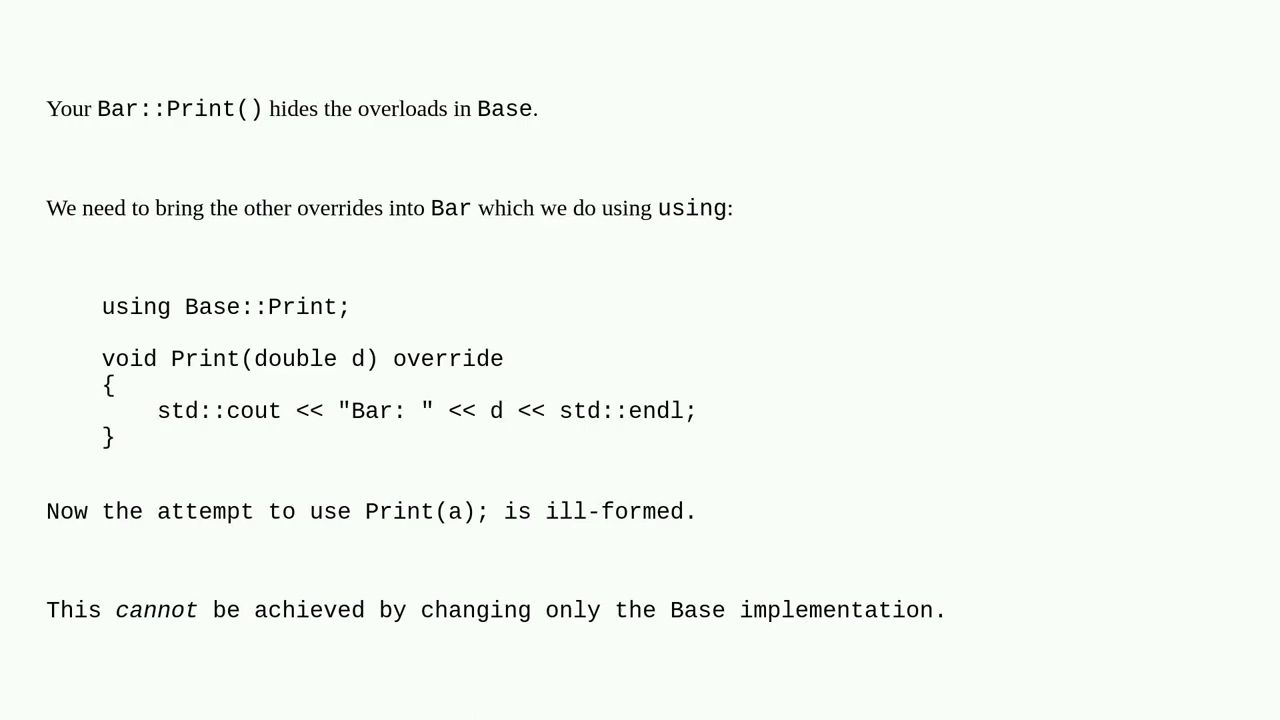 Your Bar::Print() hides the overloads in Base.
We need to bring the other overrides into Bar which we do using using:
using Base::Print;
void Print(double d) override
{
    std::cout << "Bar: " << d << std::endl;
}
Now the attempt to use Print(a); is ill-formed.
This cannot be achieved by changing only the Base implementation.